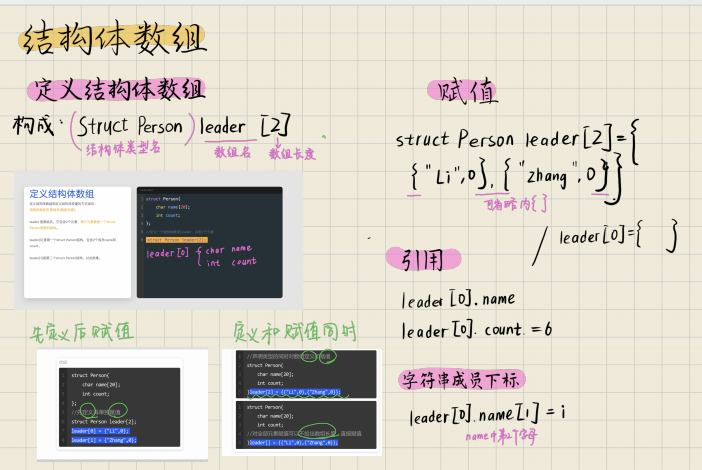 结构体数组
定义结构体数组
构成: (Struct Person) leader [2]
结构体类型名 数组名 数组长度
定义结构体数组
struct Person{
char name[20];
int count;
};
struct Person leader[2];
leader[0] { char name
int count
先定义后赋值
struct Person{
char name[20];
int count;
};
struct Person leader[2];
leader[0] = {"Li",0};
leader[1] = {"Zhang",0};
定义和赋值同时
struct Person{
char name[20];
int count;
}leader[2] = {{"Li",0},{"Zhang",0}};
struct Person{
char name[20];
int count;
}leader[] = {{"Li",0},{"Zhang",0}};
赋值
struct Person leader[2]={
{"Li",0}, {"zhang",0}};
可省略内{}
/ leader[0]={ }
引用
leader[0].name
leader[0].count.=6
字符串成员下标
leader[0].name[1]=i
name中第2个字母